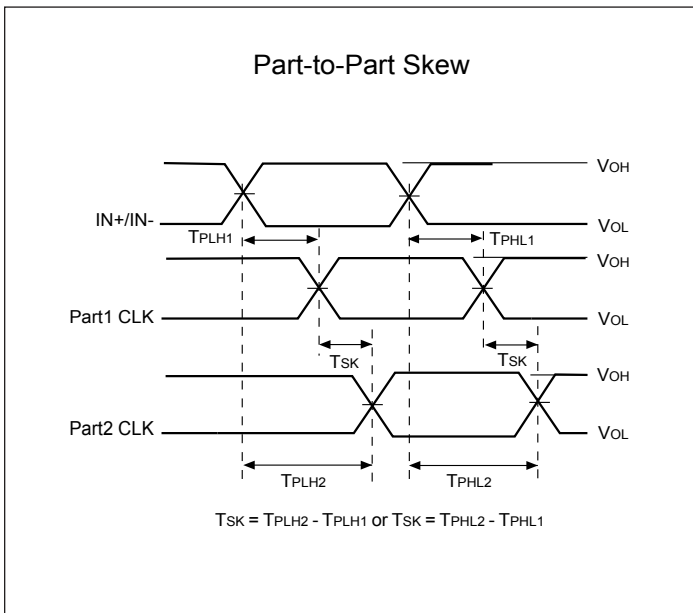 Part-to-Part Skew
VOH
IN+/IN-
VOL
TPLH1
TPHL1
VOH
Part1 CLK
VOL
TSK
TSK
VOH
Part2 CLK
VOL
TPLH2
TPHL2
TSK = TPLH2 - TPLH1 or TSK = TPHL2 - TPHL1